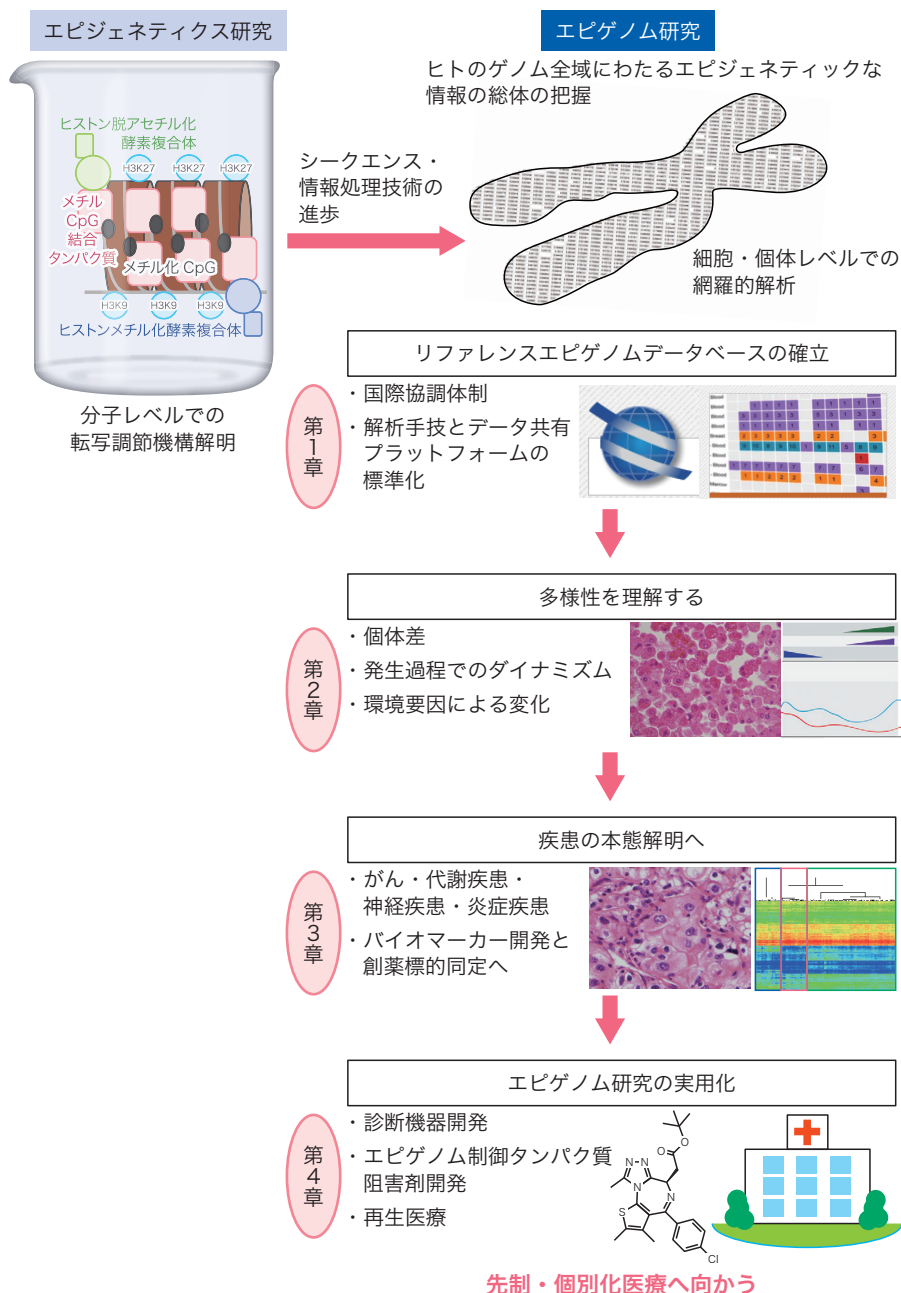 エピジェネティクス研究
エピゲノム研究
ヒトのゲノム全域にわたるエピジェネティックな
情報の総体の把握
ヒストン脱アセチル化
酵素複合体
H3K27 H3K27 H3K27
メチル
CpG
結合
タンパク質
メチル化 CpG
H3K9 H3K9 H3K9
ヒストンメチル化酵素複合体
シークエンス・
情報処理技術の
進歩
細胞・個体レベルでの
網羅的解析
分子レベルでの
転写調節機構解明
リファレンスエピゲノムデータベースの確立
第1章
・国際協調体制
・解析手技とデータ共有
プラットフォームの
標準化
多様性を理解する
第2章
・個体差
・発生過程でのダイナミズム
・環境要因による変化
疾患の本態解明へ
第3章
・がん・代謝疾患・
神経疾患・炎症疾患
・バイオマーカー開発と
創薬標的同定へ
エピゲノム研究の実用化
第4章
・診断機器開発
・エピゲノム制御タンパク質
阻害剤開発
・再生医療
O
O
N N
N
N
S
Cl
先制・個別化医療へ向かう